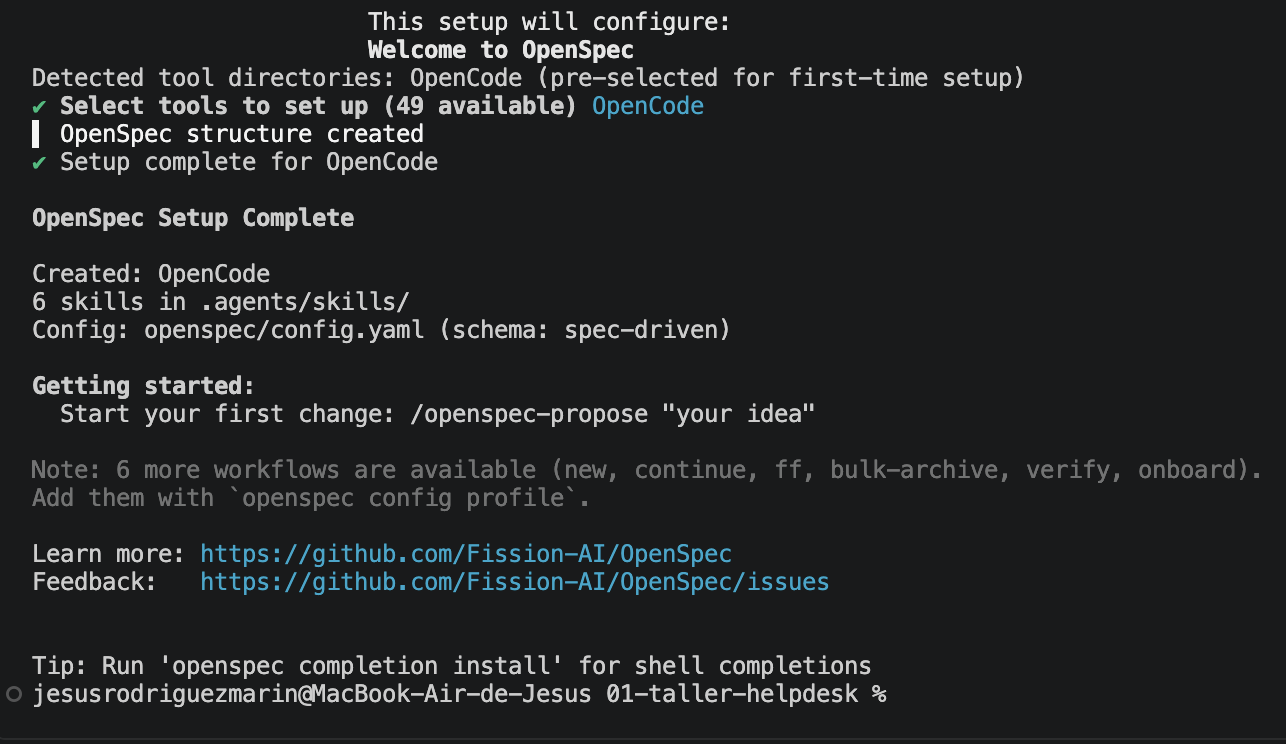 This setup will configure:
Welcome to OpenSpec
Detected tool directories: OpenCode (pre-selected for first-time setup)
✔ Select tools to set up (49 available) OpenCode
▌ OpenSpec structure created
✔ Setup complete for OpenCode
OpenSpec Setup Complete
Created: OpenCode
6 skills in .agents/skills/
Config: openspec/config.yaml (schema: spec-driven)
Getting started:
Start your first change: /openspec-propose "your idea"
Note: 6 more workflows are available (new, continue, ff, bulk-archive, verify, onboard).
Add them with `openspec config profile`.
Learn more: https://github.com/Fission-AI/OpenSpec
Feedback: https://github.com/Fission-AI/OpenSpec/issues
Tip: Run 'openspec completion install' for shell completions
jesusrodriguezmarin@MacBook-Air-de-Jesus 01-taller-helpdesk %